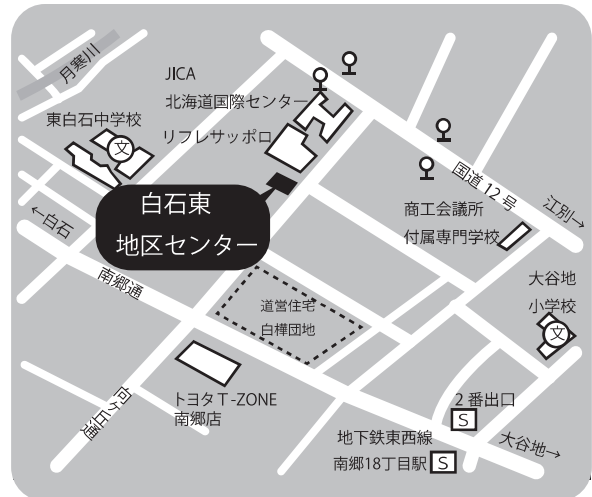 月寒川
JICA
北海道国際センター
リフレサッポロ
東白石中学校
文
白石東
地区センター
←白石
南郷通
国道12号
江別→
商工会議所
付属専門学校
大谷地
小学校
文
道営住宅
白樺団地
トヨタT-ZONE
南郷店
向ヶ丘通
2番出口
S
地下鉄東西線
南郷18丁目駅
S
大谷地→